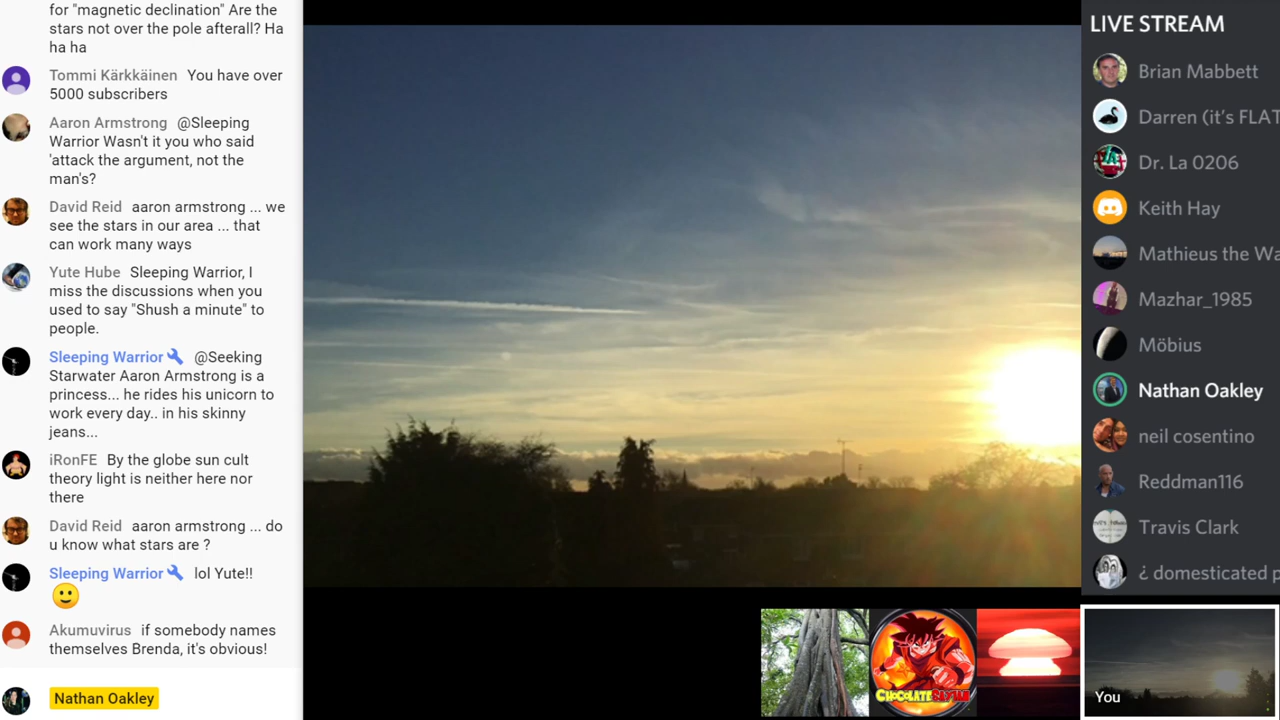 for "magnetic declination" Are the
stars not over the pole afterall? Ha
ha ha
Tommi Kärkkäinen You have over
5000 subscribers
Aaron Armstrong @Sleeping
Warrior Wasn't it you who said
'attack the argument, not the
man's?
David Reid aaron armstrong ... we
see the stars in our area ... that
can work many ways
Yute Hube Sleeping Warrior, I
miss the discussions when you
used to say "Shush a minute" to
people.
Sleeping Warrior @Seeking
Starwater Aaron Armstrong is a
princess... he rides his unicorn to
work every day.. in his skinny
jeans...
iRonFE By the globe sun cult
theory light is neither here nor
there
David Reid aaron armstrong ... do
u know what stars are ?
Sleeping Warrior lol Yute!!
Akumuvirus if somebody names
themselves Brenda, it's obvious!
Nathan Oakley
CHOCOLATE SAIYAN
You
LIVE STREAM
Brian Mabbett
Darren (it's FLAT
Dr. La 0206
Keith Hay
Mathieus the Wa
Mazhar_1985
Möbius
Nathan Oakley
neil cosentino
Reddman116
Travis Clark
¿ domesticated p